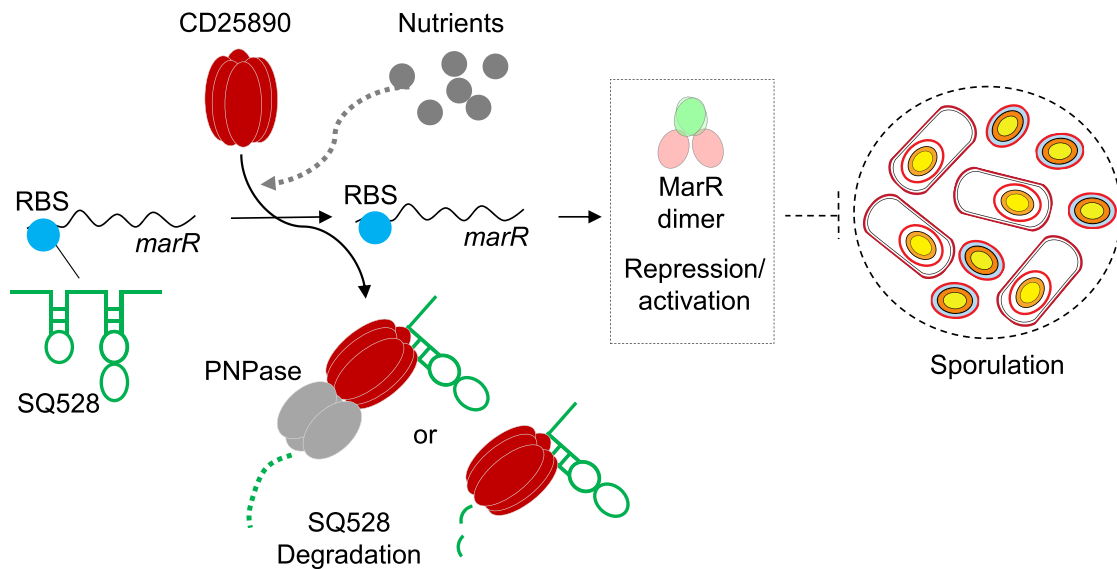 CD25890
Nutrients
RBS
marR
SQ528
RBS
marR
MarR
dimer
Repression/
activation
Sporulation
PNPase
or
SQ528
Degradation